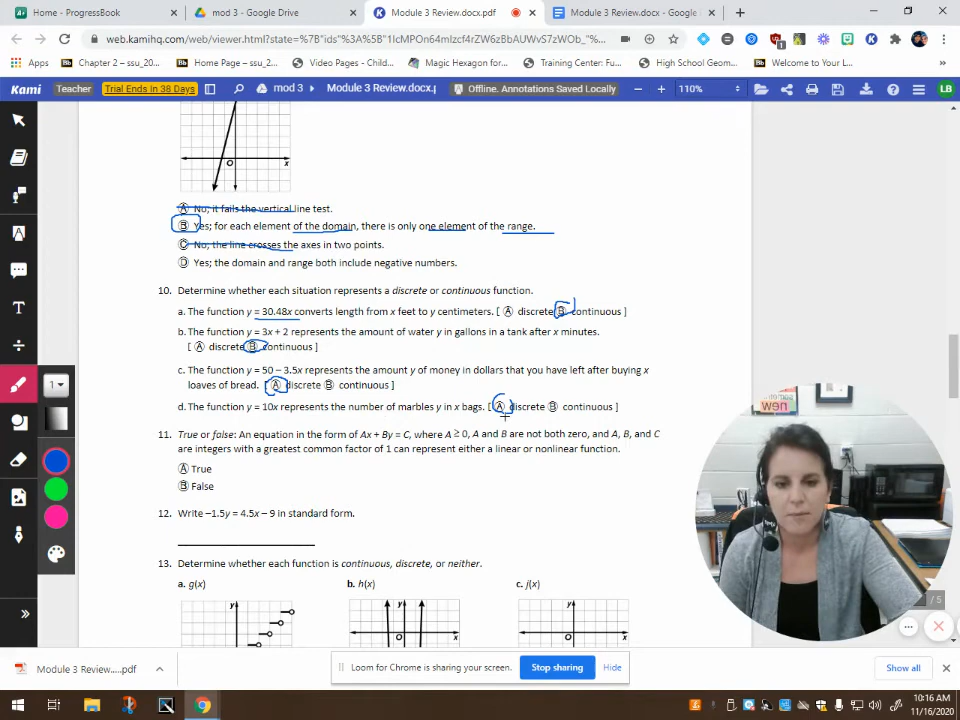 Home - ProgressBook
mod 3 - Google Drive
Module 3 Review.docx.pdf
Module 3 Review.docx - Google
web.kamihq.com/web/viewer.html?state=%7B"ids"%3A%5B"1lcMPOn64mlzcf4rZW6zBbAUWvS7zWOb_"%...
Apps
Chapter 2 – ssu_20...
Home Page – ssu_2...
Video Pages - Child...
Magic Hexagon for...
Training Center: Fu...
High School Geom...
Welcome to Your L...
Kami
Teacher
Trial Ends In 38 Days
mod 3
Module 3 Review.docx.p
Offline. Annotations Saved Locally
110%
LB
O
x
A No; it fails the vertical line test.
B Yes; for each element of the domain, there is only one element of the range.
C No; the line crosses the axes in two points.
D Yes; the domain and range both include negative numbers.
10. Determine whether each situation represents a discrete or continuous function.
a. The function y = 30.48x converts length from x feet to y centimeters. [ A discrete B continuous ]
b. The function y = 3x + 2 represents the amount of water y in gallons in a tank after x minutes.
[ A discrete B continuous ]
c. The function y = 50 – 3.5x represents the amount y of money in dollars that you have left after buying x
loaves of bread. [ A discrete B continuous ]
d. The function y = 10x represents the number of marbles y in x bags. [ A discrete B continuous ]
11. True or false: An equation in the form of Ax + By = C, where A ≥ 0, A and B are not both zero, and A, B, and C
are integers with a greatest common factor of 1 can represent either a linear or nonlinear function.
A True
B False
12. Write –1.5y = 4.5x – 9 in standard form.
13. Determine whether each function is continuous, discrete, or neither.
a. g(x)
b. h(x)
c. j(x)
y
y
O
x
y
O
x
new
1
/ 5
Module 3 Review.....pdf
Loom for Chrome is sharing your screen.
Stop sharing
Hide
Show all
10:16 AM
11/16/2020